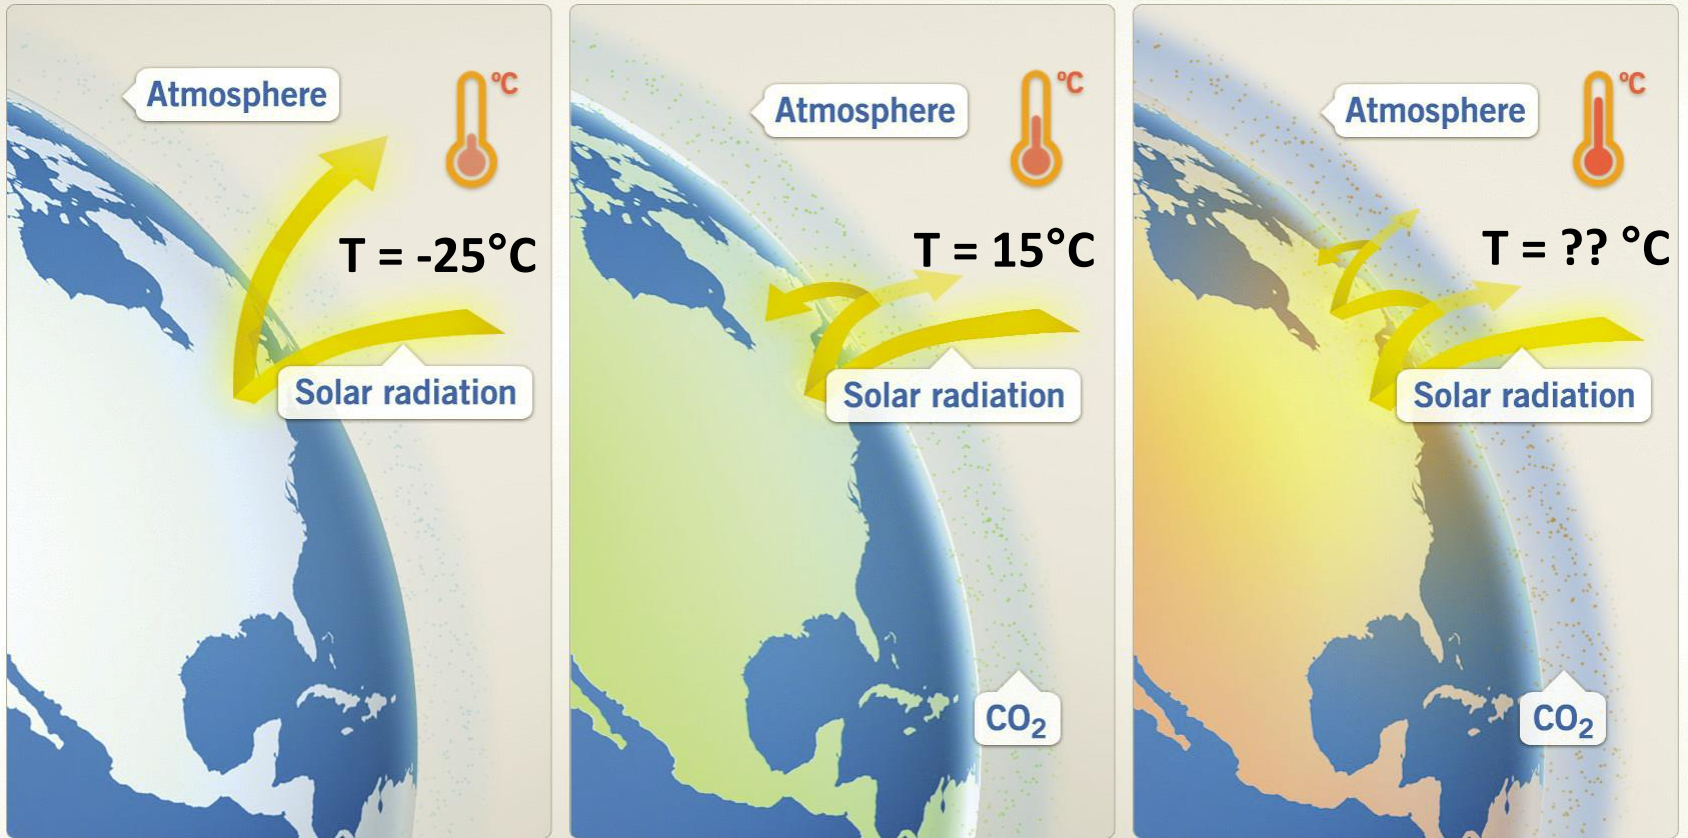 Atmosphere
°C
T = -25°C
Solar radiation
Atmosphere
°C
T = 15°C
Solar radiation
CO₂
Atmosphere
°C
T = ?? °C
Solar radiation
CO₂